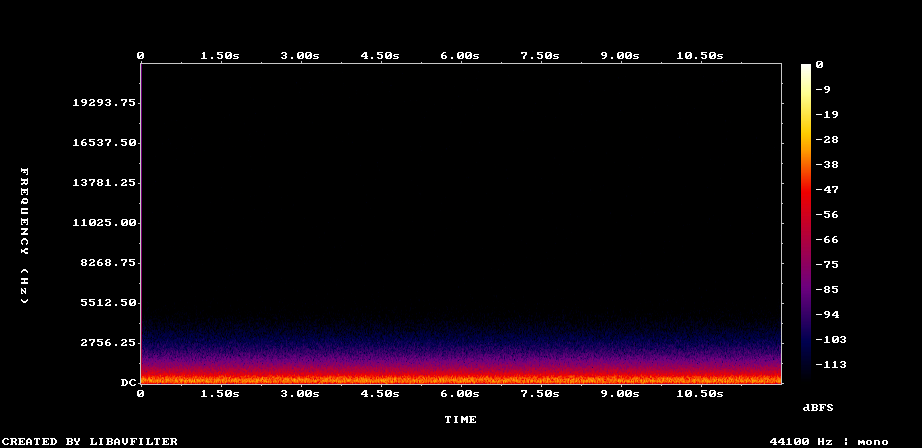 0 1.50s 3.00s 4.50s 6.00s 7.50s 9.00s 10.50s
0
-9
-19
-28
-38
-47
-56
-66
-75
-85
-94
-103
-113
dBFS
19293.75
16537.50
13781.25
11025.00
8268.75
5512.50
2756.25
DC
FREQUENCY (Hz)
0 1.50s 3.00s 4.50s 6.00s 7.50s 9.00s 10.50s
TIME
CREATED BY LIBAVFILTER
44100 Hz | mono